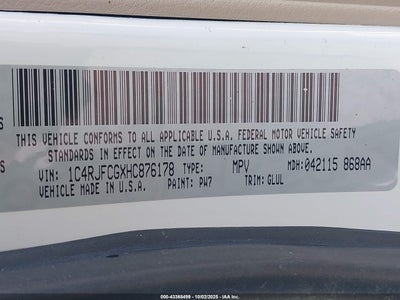 THIS VEHICLE CONFORMS TO ALL APPLICABLE U.S.A. FEDERAL MOTOR VEHICLE SAFETY
STANDARDS IN EFFECT ON THE DATE OF MANUFACTURE SHOWN ABOVE.
VIN: 1C4RJFCGXHC876178 TYPE: MPV MDH: 042115 868AA
VEHICLE MADE IN PAINT: PW7 TRIM: GLUL
Stock No: 43368499 - 10/02/2025 - IAA Inc.